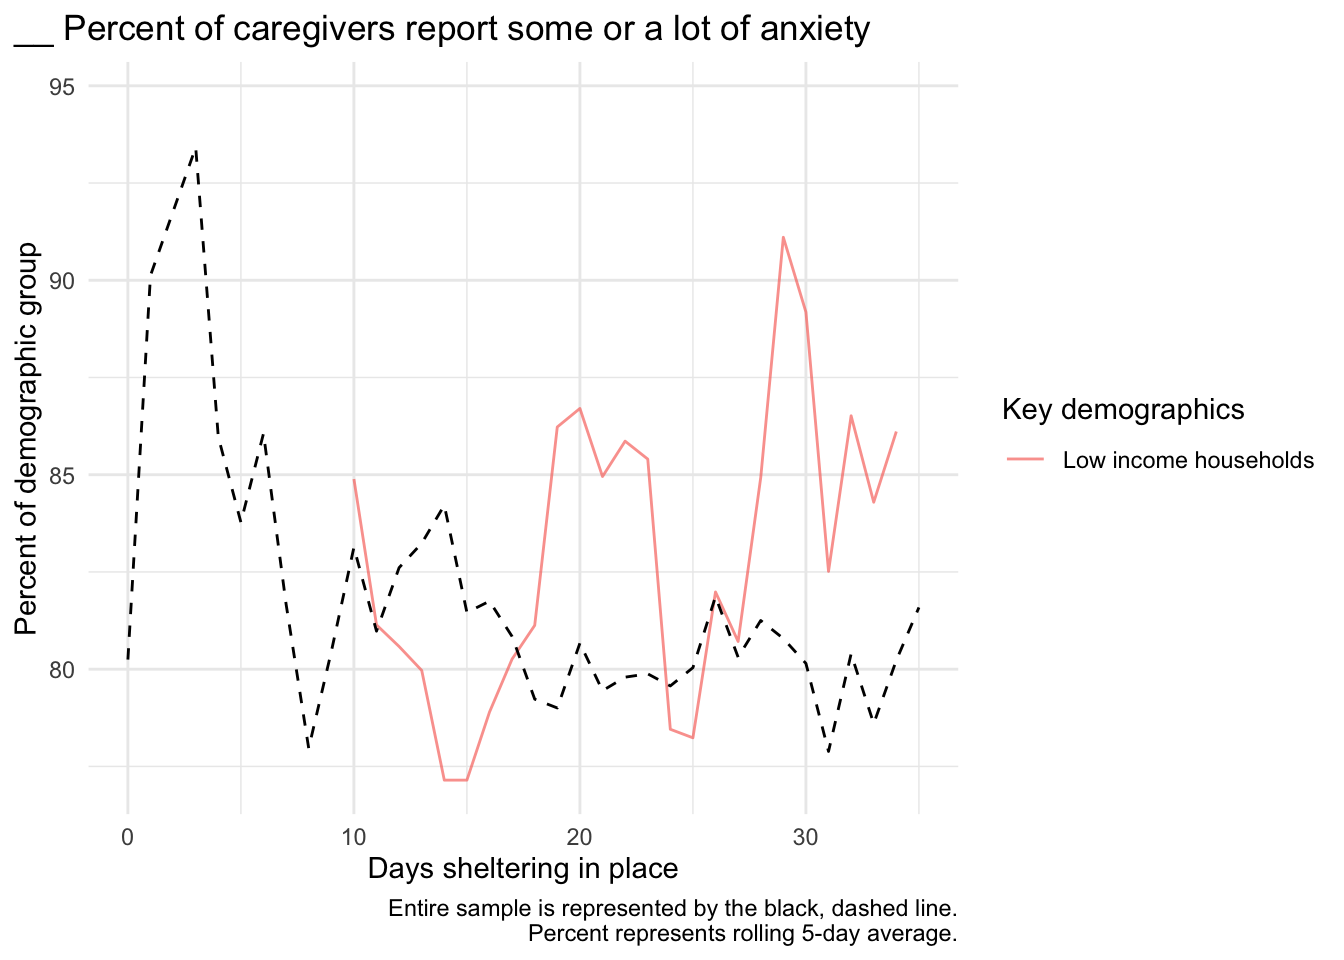 __ Percent of caregivers report some or a lot of anxiety
95
90
85
80
Percent of demographic group
0 10 20 30
Days sheltering in place
Key demographics
Low income households
Entire sample is represented by the black, dashed line.
Percent represents rolling 5-day average.